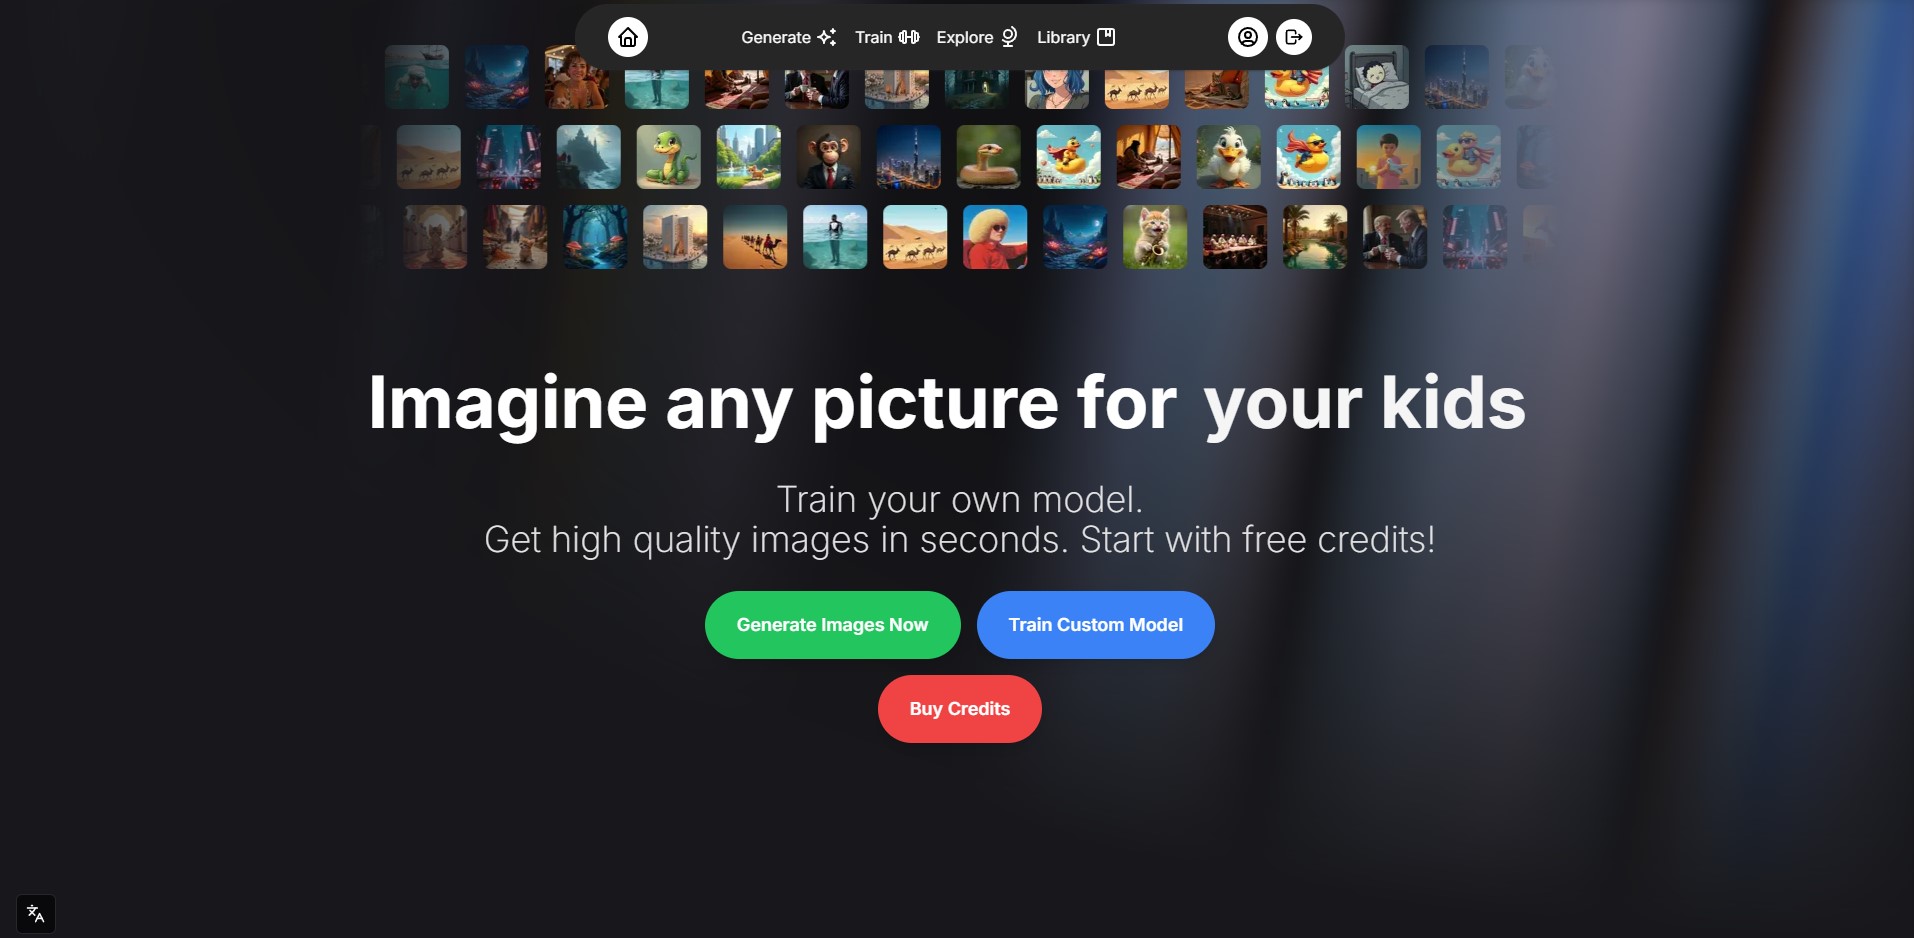 Generate Train Explore Library
Imagine any picture for your kids
Train your own model.
Get high quality images in seconds. Start with free credits!
Generate Images Now Train Custom Model
Buy Credits